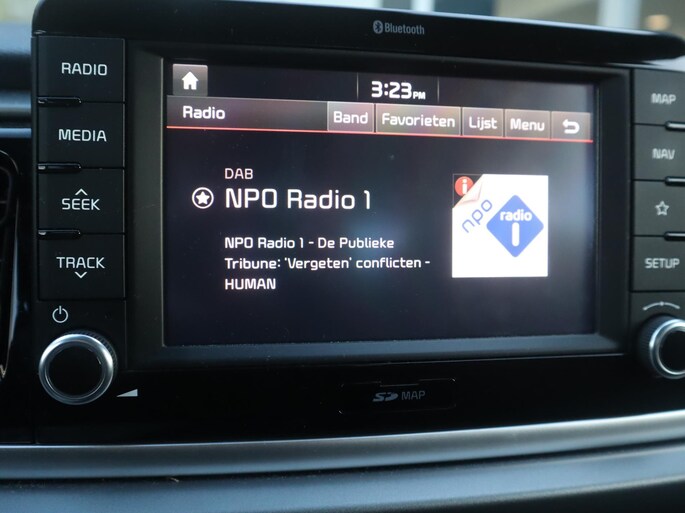 Bluetooth
RADIO
MEDIA
SEEK
TRACK
3:23PM
Radio
Band
Favorieten
Lijst
Menu
DAB
NPO Radio 1
NPO Radio 1 - De Publieke
Tribune: 'Vergeten' conflicten -
HUMAN
i
npo
radio
1
MAP
NAV
SETUP
SD MAP